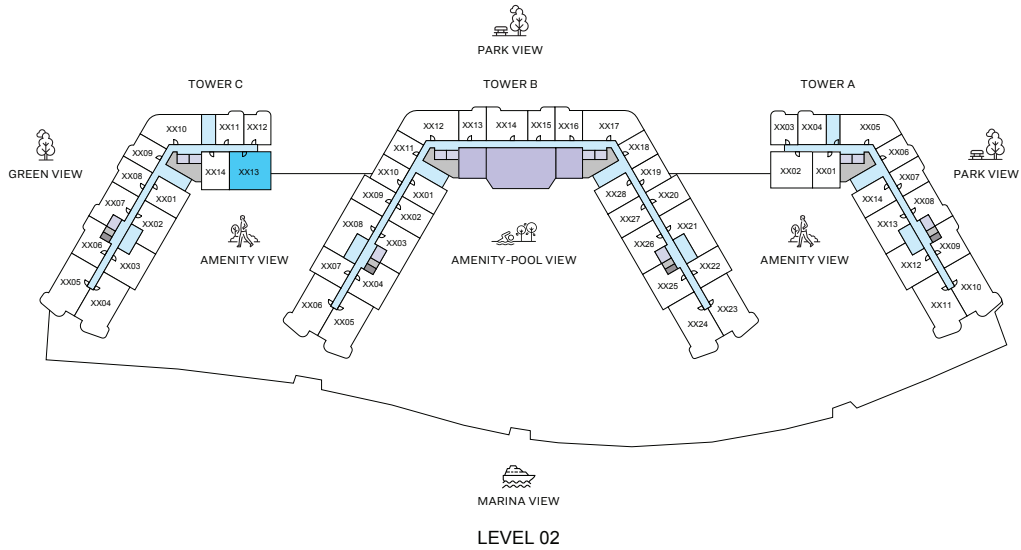 PARK VIEW
TOWER C
TOWER B
TOWER A
GREEN VIEW
PARK VIEW
AMENITY VIEW
AMENITY-POOL VIEW
AMENITY VIEW
XX10
XX11
XX12
XX09
XX14
XX13
XX08
XX01
XX07
XX02
XX06
XX03
XX05
XX04
XX12
XX13
XX14
XX15
XX16
XX17
XX11
XX18
XX10
XX01
XX19
XX09
XX02
XX28
XX20
XX08
XX03
XX27
XX21
XX07
XX04
XX26
XX22
XX06
XX05
XX25
XX23
XX24
XX03
XX04
XX05
XX02
XX01
XX06
XX07
XX14
XX08
XX13
XX09
XX12
XX10
XX11
MARINA VIEW
LEVEL 02